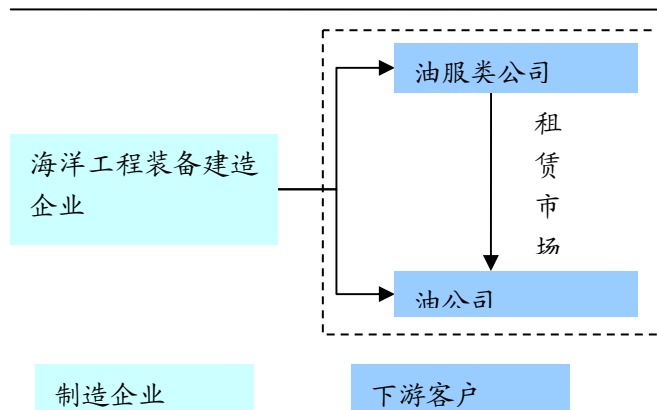 油服类公司
租
赁
市
场
海洋工程装备建造
企业
油公司
制造企业
下游客户